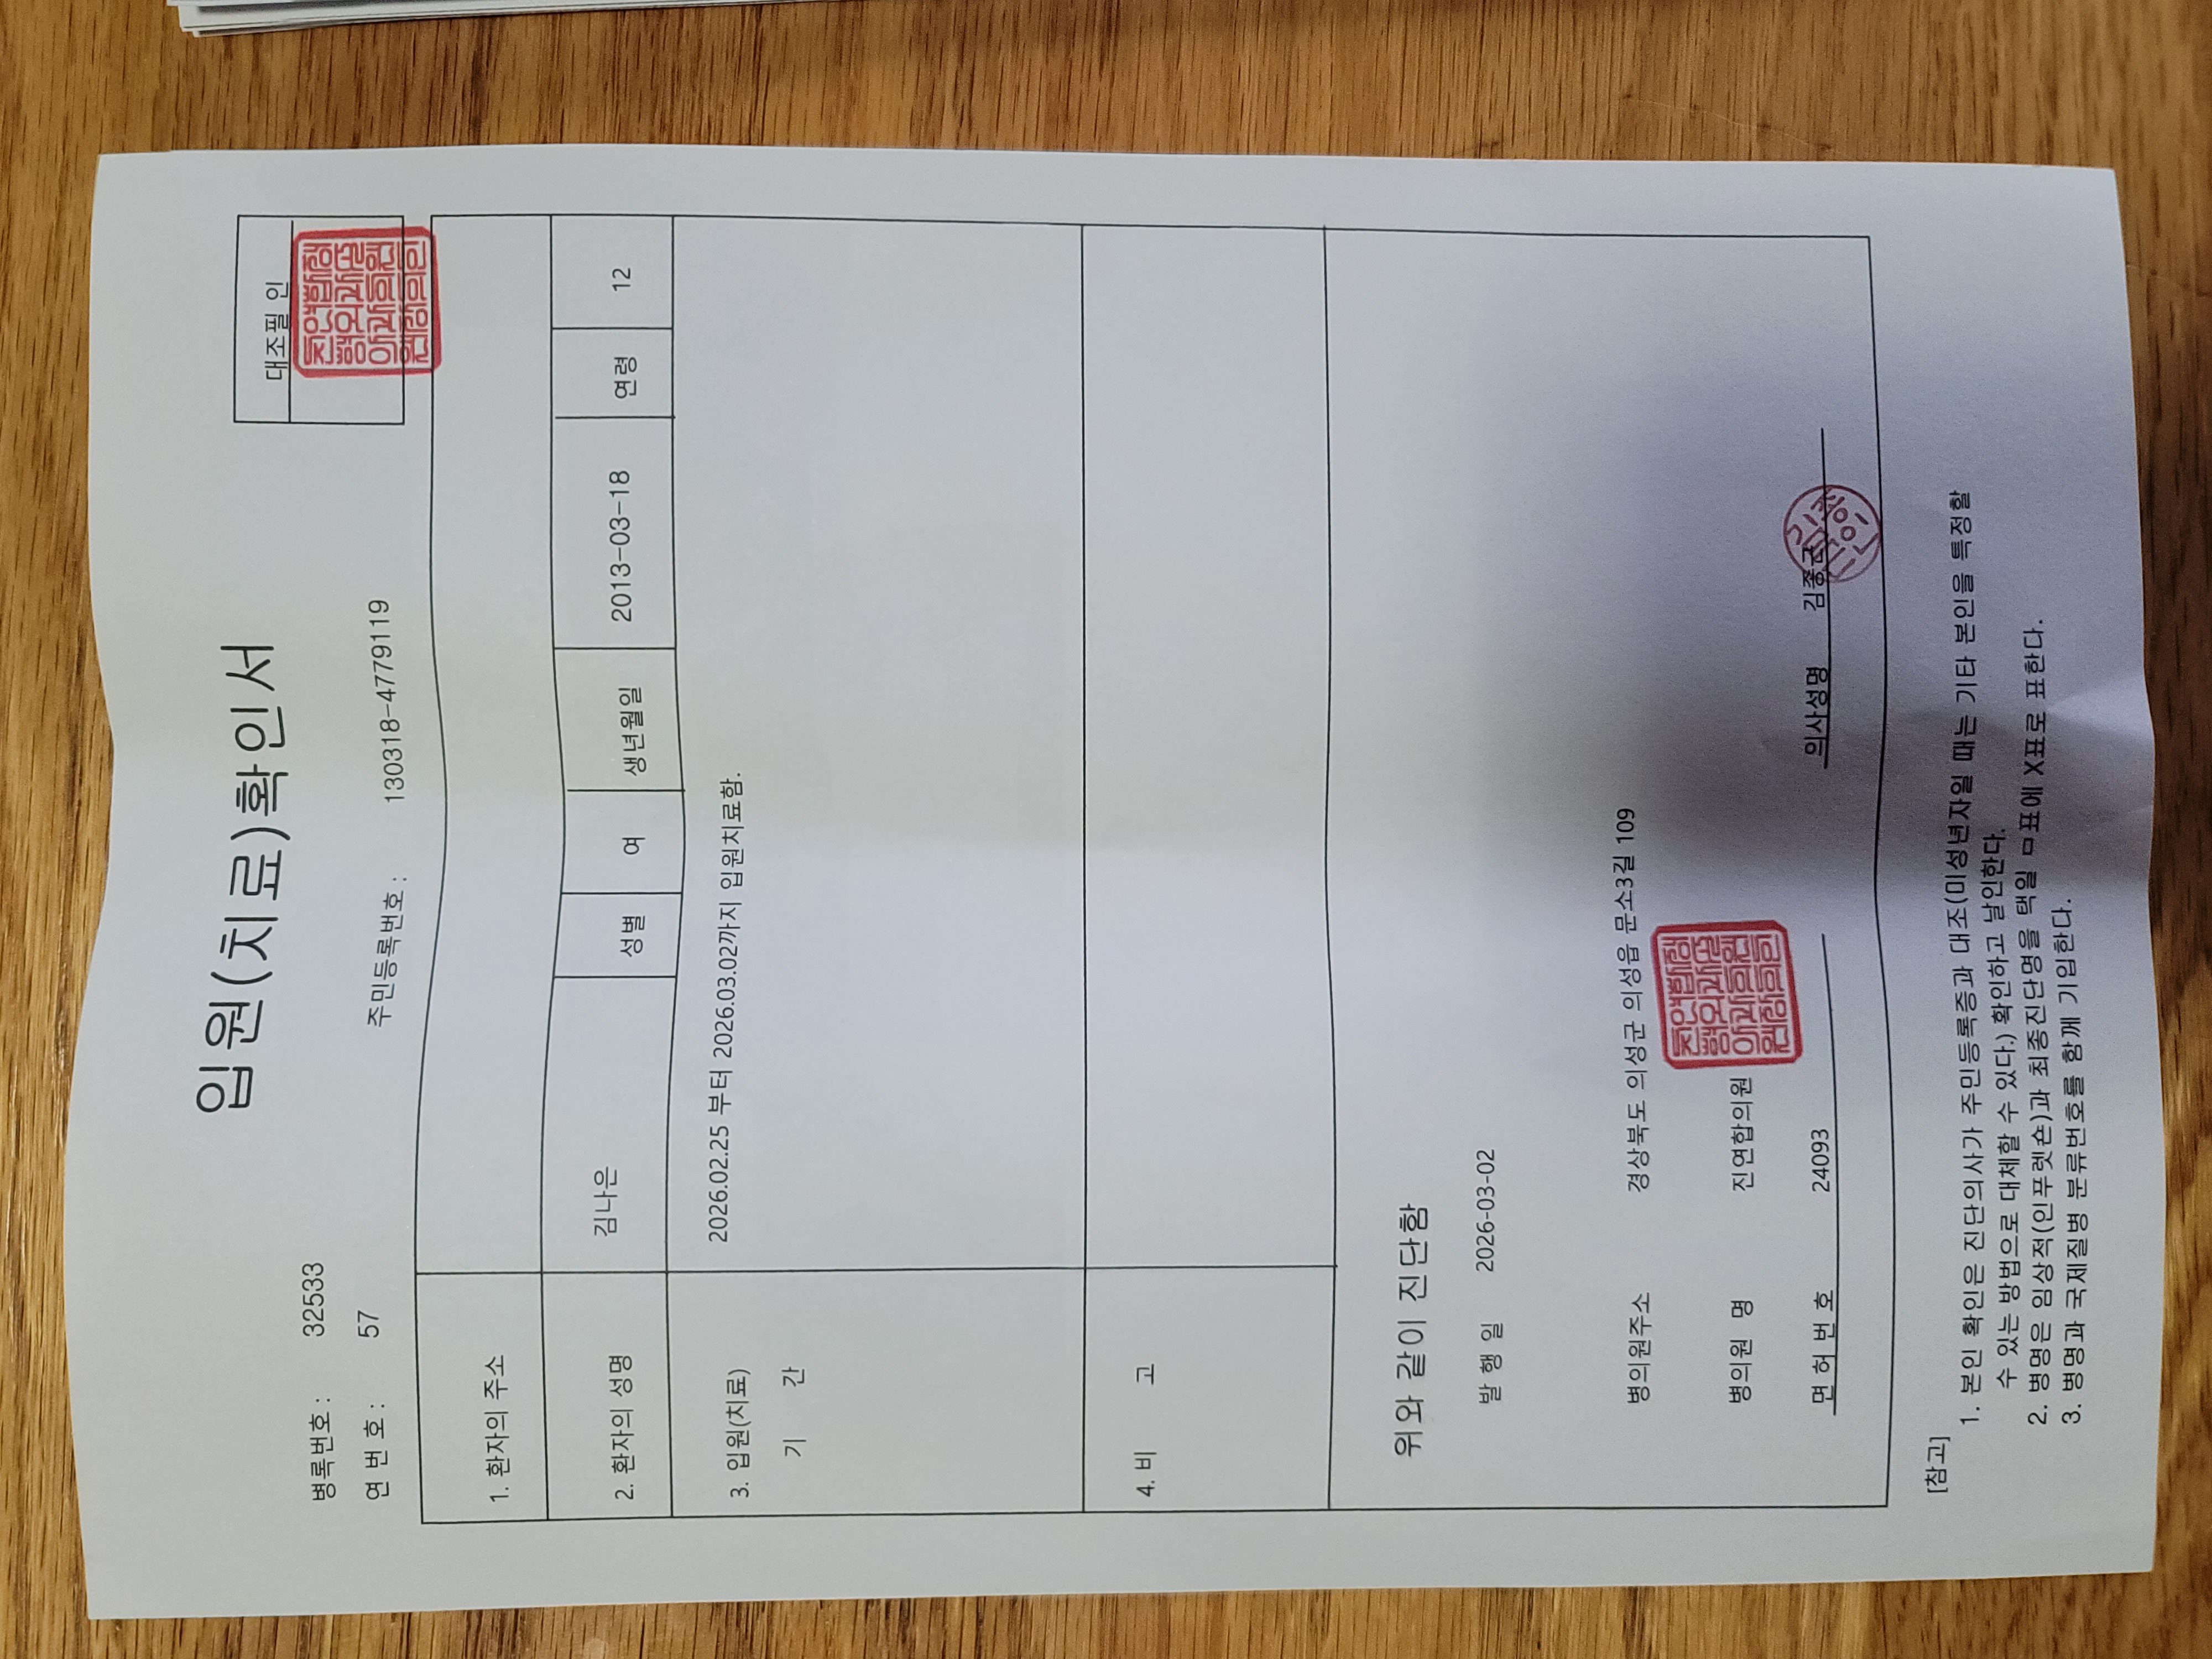 입원(치료)확인서
대조필 인
병록번호 : 32533
연 번 호 : 57 주민등록번호 : 130318-4779119
1. 환자의 주소
2. 환자의 성명 김나은 성별 여 생년월일 2013-03-18 연령 12
3. 입원(치료) 2026.02.25 부터 2026.03.02까지 입원치료함.
기 간
4. 비 고
위와 같이 진단함
발 행 일 2026-03-02
병의원주소 경상북도 의성군 의성읍 문소3길 109
병의원 명 진연합의원
면 허 번 호 24093 의사성명
[참고]
1. 본인 확인은 진단의사가 주민등록증과 대조(미성년자일 때는 기타 본인을 특정할
수 있는 방법으로 대체할 수 있다.) 확인하고 날인한다.
2. 병명은 임상적(인푸렛숀)과 최종진단명을 택일 ㅁ표에 X표로 표한다.
3. 병명과 국제질병 분류번호를 함께 기입한다.